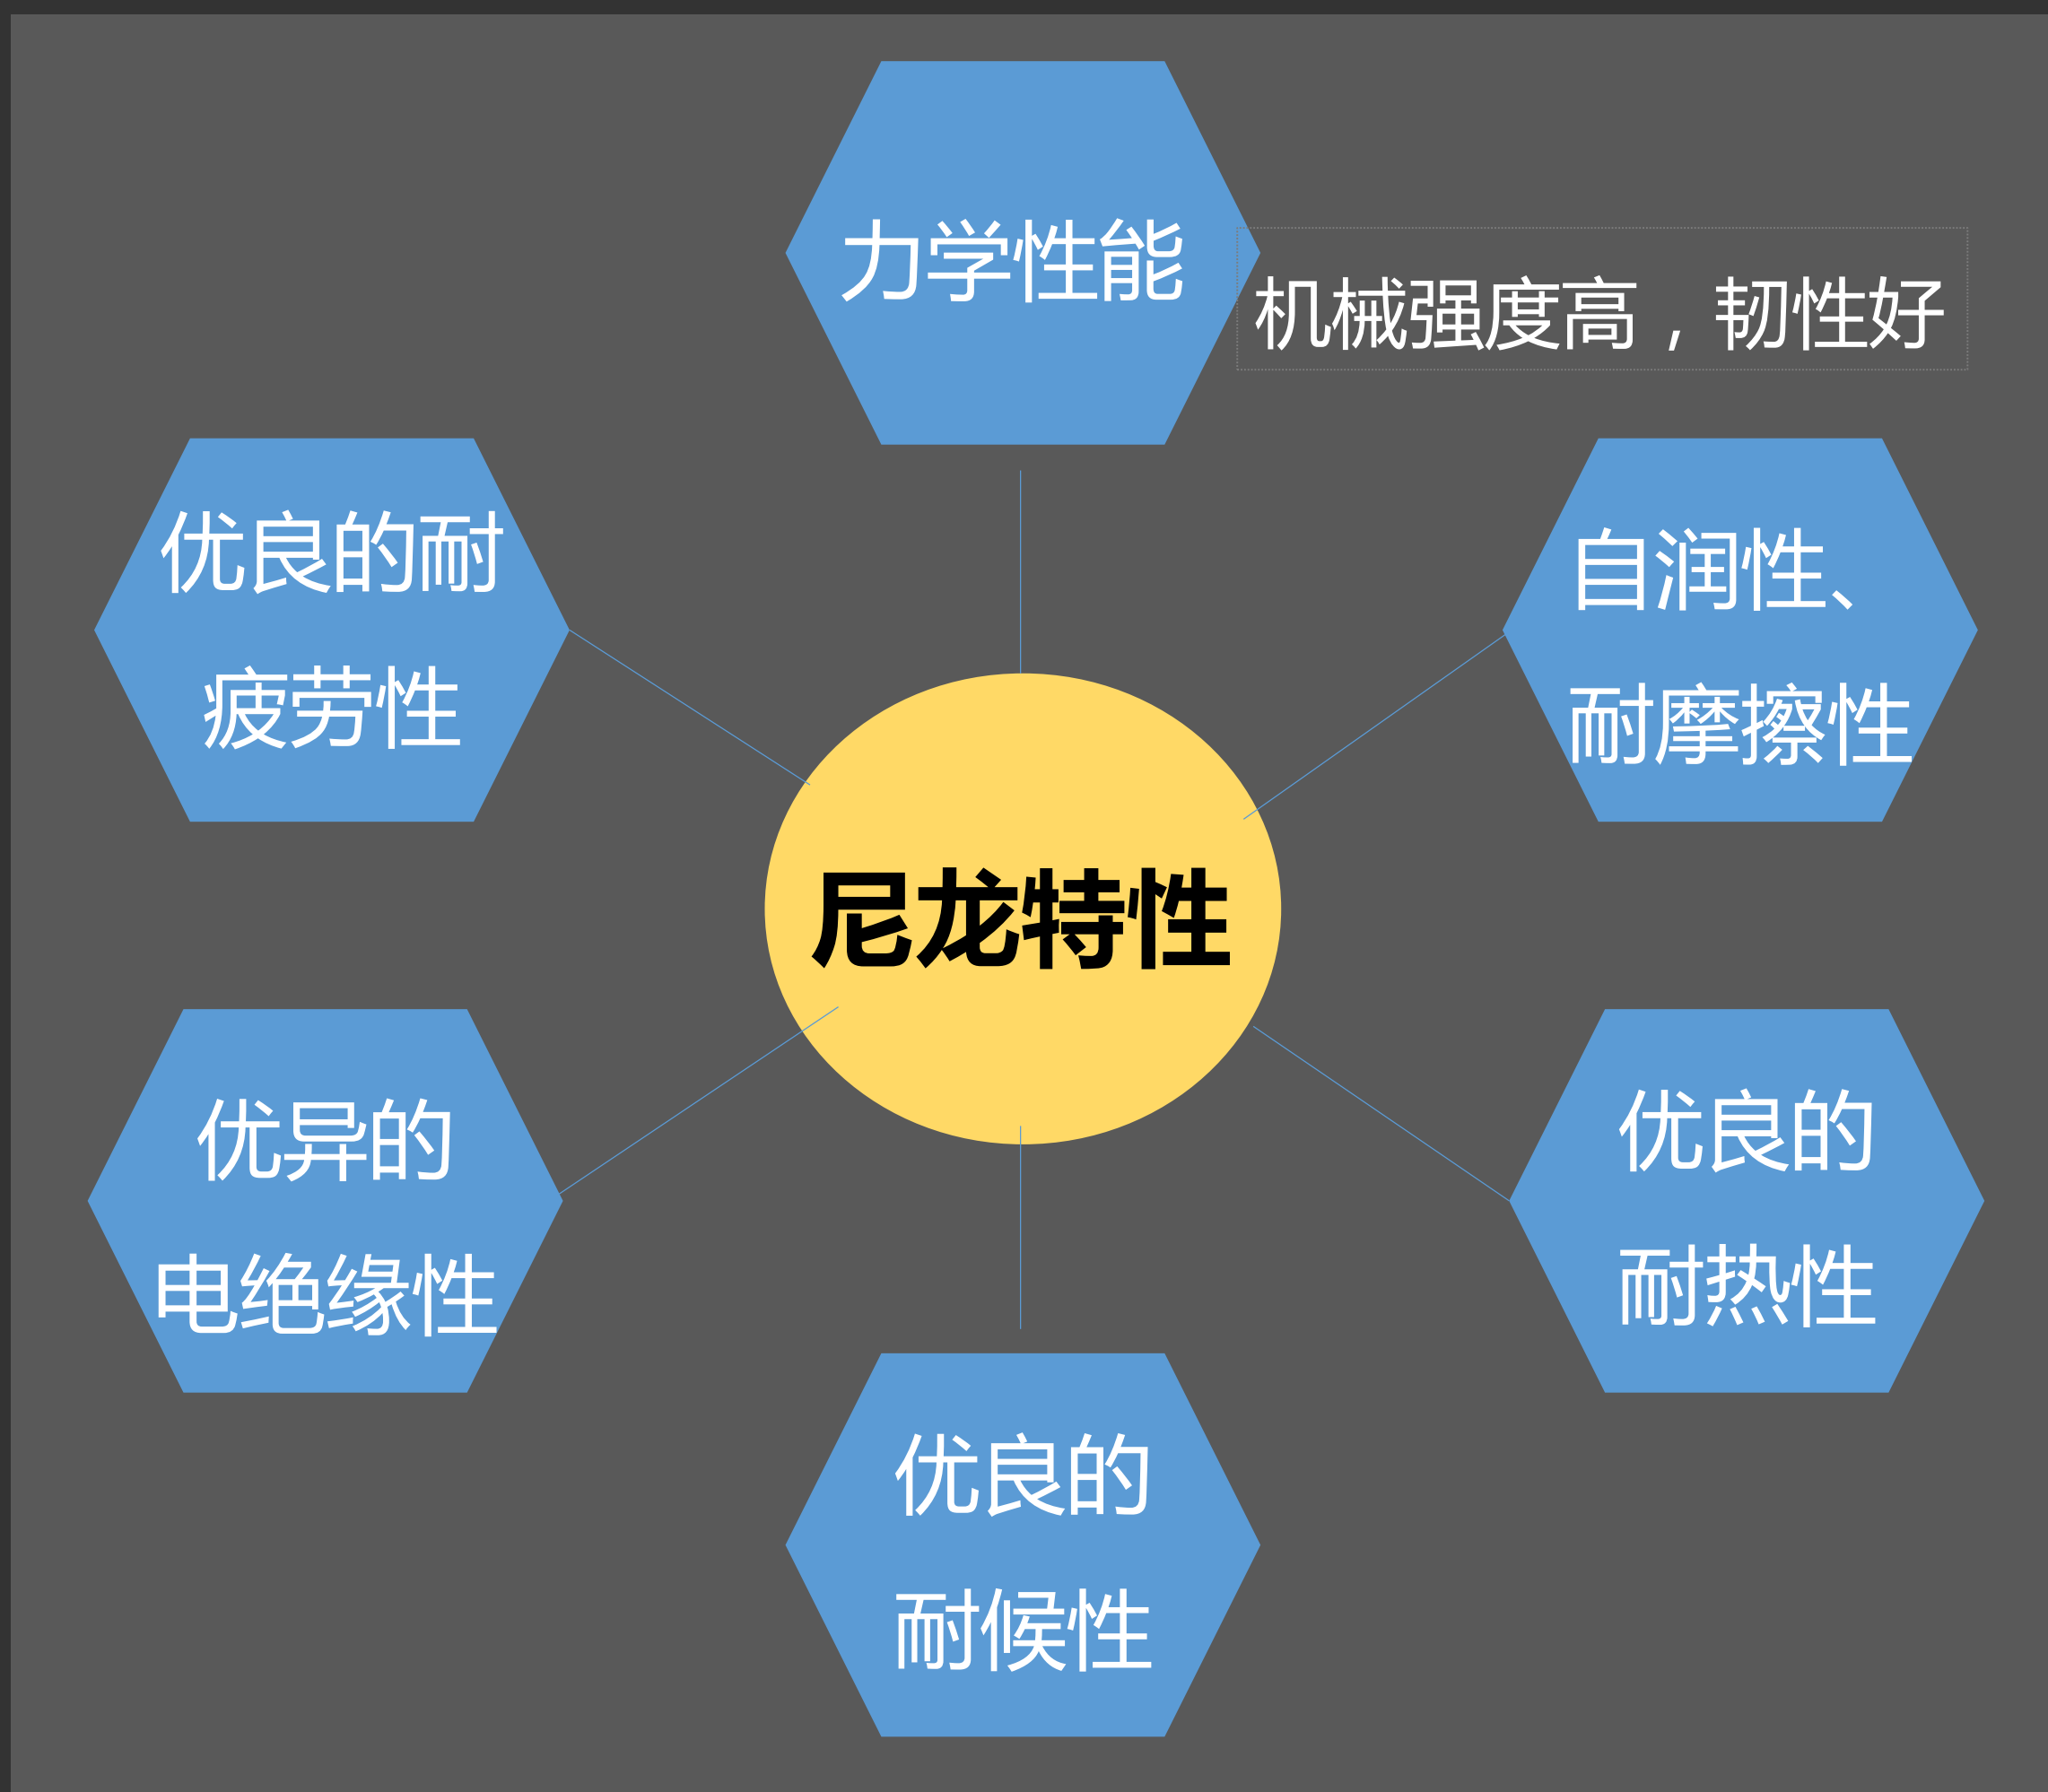 力学性能
机械强度高，韧性好
优良的耐
疲劳性
自润性、
耐摩擦性
尼龙特性
优异的
电绝缘性
优良的
耐热性
优良的
耐候性